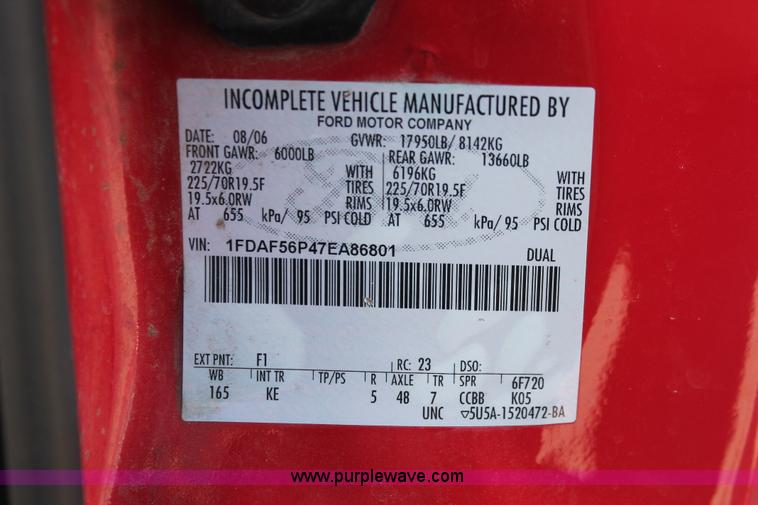 INCOMPLETE VEHICLE MANUFACTURED BY
FORD MOTOR COMPANY
DATE: 08/06 GVWR: 17950LB/ 8142KG
FRONT GAWR: 6000LB REAR GAWR: 13660LB
2722KG WITH 6196KG WITH
225/70R19.5F TIRES 225/70R19.5F TIRES
19.5x6.0RW RIMS 19.5x6.0RW RIMS
AT 655 kPa/ 95 PSI COLD AT 655 kPa/ 95 PSI COLD
VIN: 1FDAF56P47EA86801 DUAL
EXT PNT: F1 RC: 23 DSO:
WB INT TR TP/PS R AXLE TR SPR 6F720
165 KE 5 48 7 CCBB K05
UNC ▽5U5A-1520472-BA
www.purplewave.com